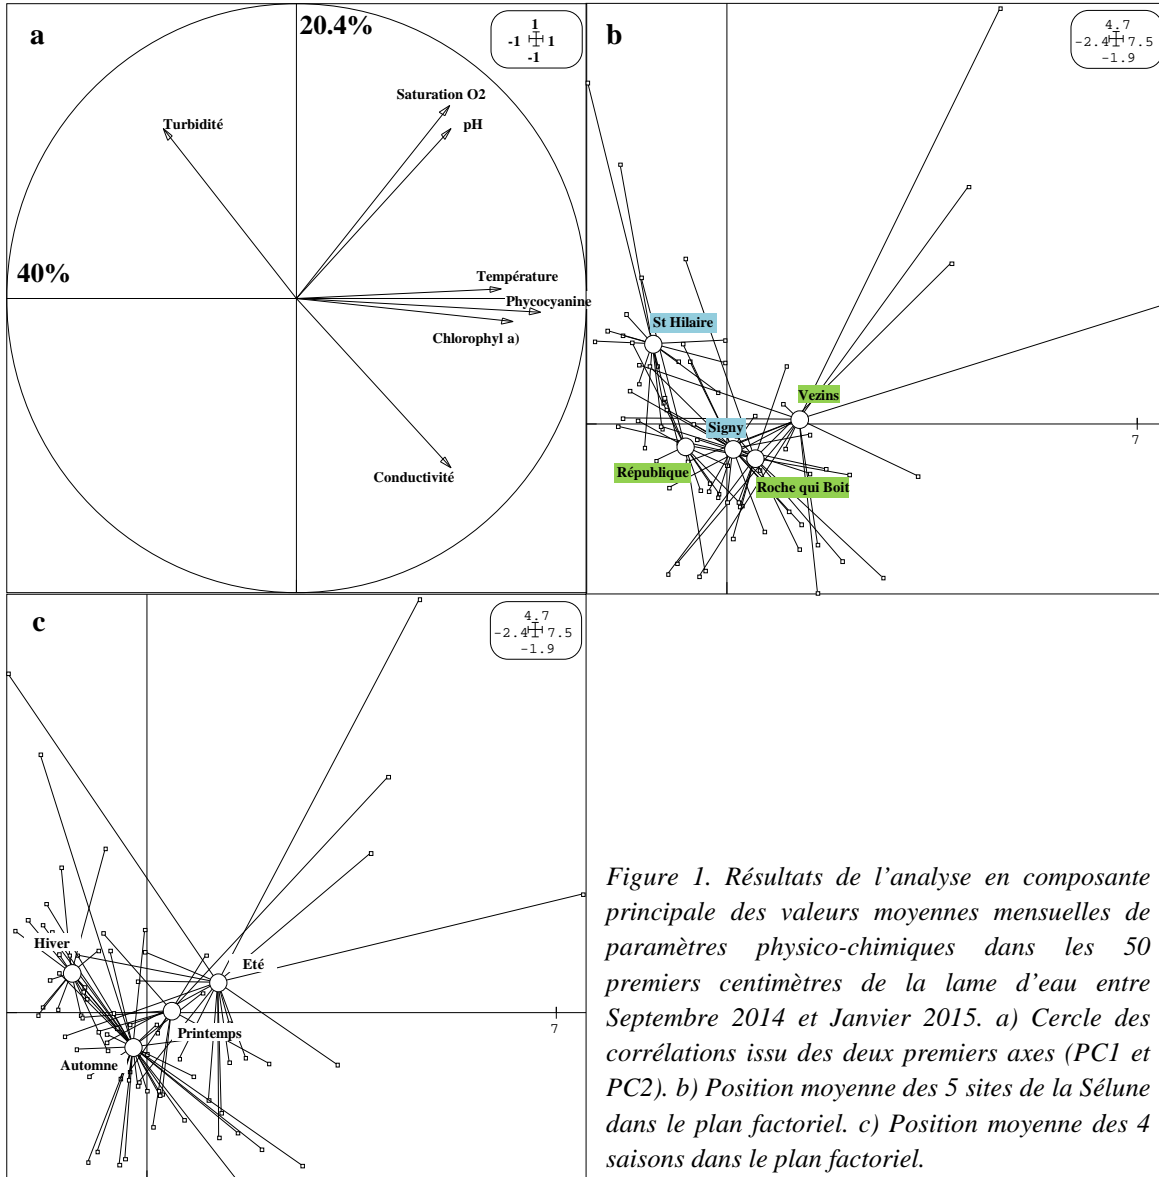 a
20.4%
1
-1 1
-1
Saturation O2
pH
Turbidité
40%
Température
Phycocyanine
Chlorophyl a)
Conductivité
b
4.7
-2.4 7.5
-1.9
St Hilaire
Vezins
Signy
7
République
Roche qui Boit
c
4.7
-2.4 7.5
-1.9
Hiver
Eté
7
Printemps
Automne
Figure 1. Résultats de l’analyse en composante
principale des valeurs moyennes mensuelles de
paramètres physico-chimiques dans les 50
premiers centimètres de la lame d’eau entre
Septembre 2014 et Janvier 2015. a) Cercle des
corrélations issu des deux premiers axes (PC1 et
PC2). b) Position moyenne des 5 sites de la Sélune
dans le plan factoriel. c) Position moyenne des 4
saisons dans le plan factoriel.